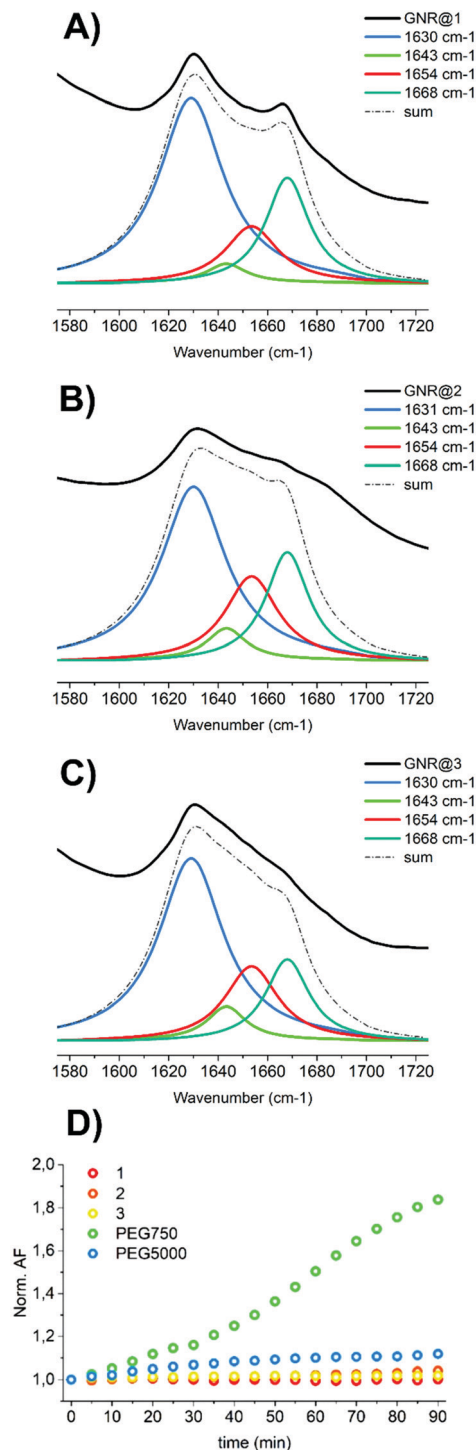 A)
GNR@1
1630 cm-1
1643 cm-1
1654 cm-1
1668 cm-1
sum
1580 1600 1620 1640 1660 1680 1700 1720
Wavenumber (cm-1)
B)
GNR@2
1631 cm-1
1643 cm-1
1654 cm-1
1668 cm-1
sum
1580 1600 1620 1640 1660 1680 1700 1720
Wavenumber (cm-1)
C)
GNR@3
1630 cm-1
1643 cm-1
1654 cm-1
1668 cm-1
sum
1580 1600 1620 1640 1660 1680 1700 1720
Wavenumber (cm-1)
D)
2,0
1,8
1,6
1,4
1,2
1,0
Norm. AF
1
2
3
PEG750
PEG5000
0 10 20 30 40 50 60 70 80 90
time (min)